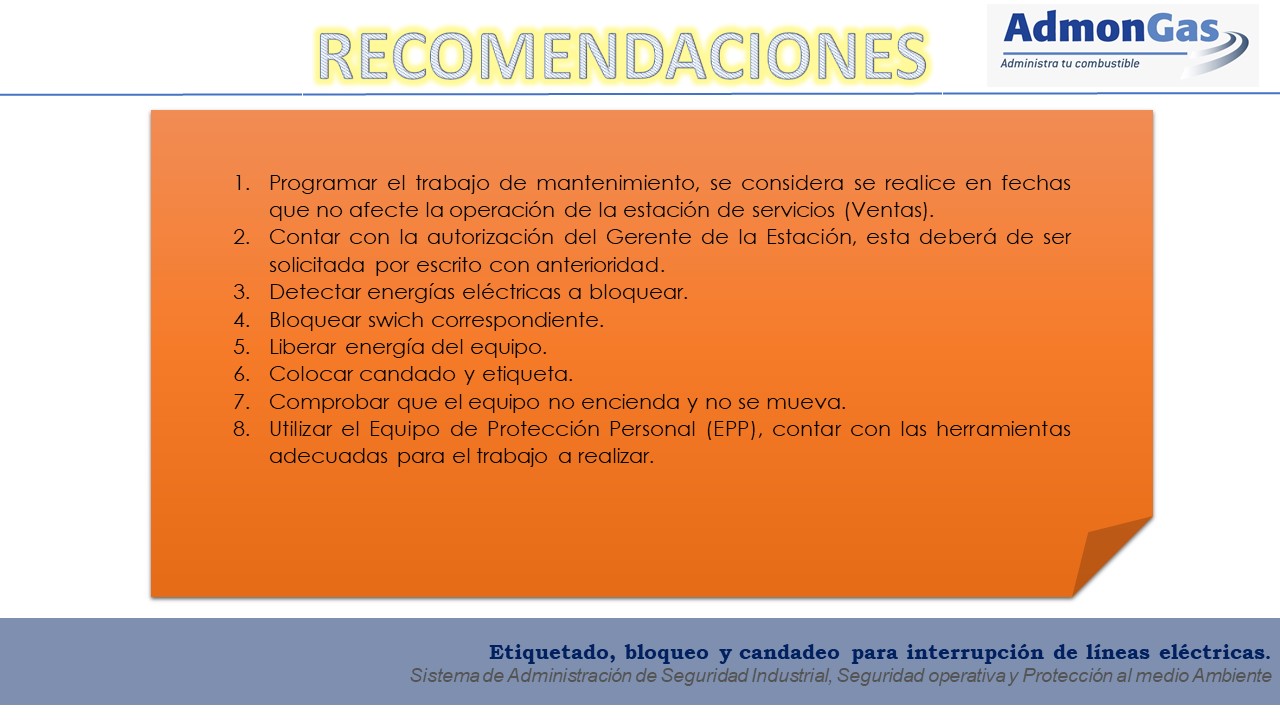 RECOMENDACIONES
AdmonGas
Administra tu combustible
1. Programar el trabajo de mantenimiento, se considera se realice en fechas
que no afecte la operación de la estación de servicios (Ventas).
2. Contar con la autorización del Gerente de la Estación, esta deberá de ser
solicitada por escrito con anterioridad.
3. Detectar energías eléctricas a bloquear.
4. Bloquear swich correspondiente.
5. Liberar energía del equipo.
6. Colocar candado y etiqueta.
7. Comprobar que el equipo no encienda y no se mueva.
8. Utilizar el Equipo de Protección Personal (EPP), contar con las herramientas
adecuadas para el trabajo a realizar.
Etiquetado, bloqueo y candadeo para interrupción de líneas eléctricas.
Sistema de Administración de Seguridad Industrial, Seguridad operativa y Protección al medio Ambiente